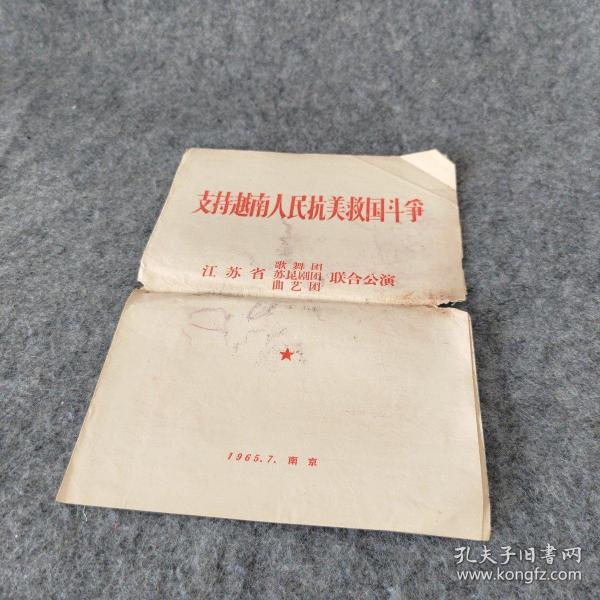 支持越南人民抗美救国斗争
歌舞团
江苏省 苏昆剧团 联合公演
曲艺团
1965.7. 南京
孔夫子旧书网
www.kongfz.com